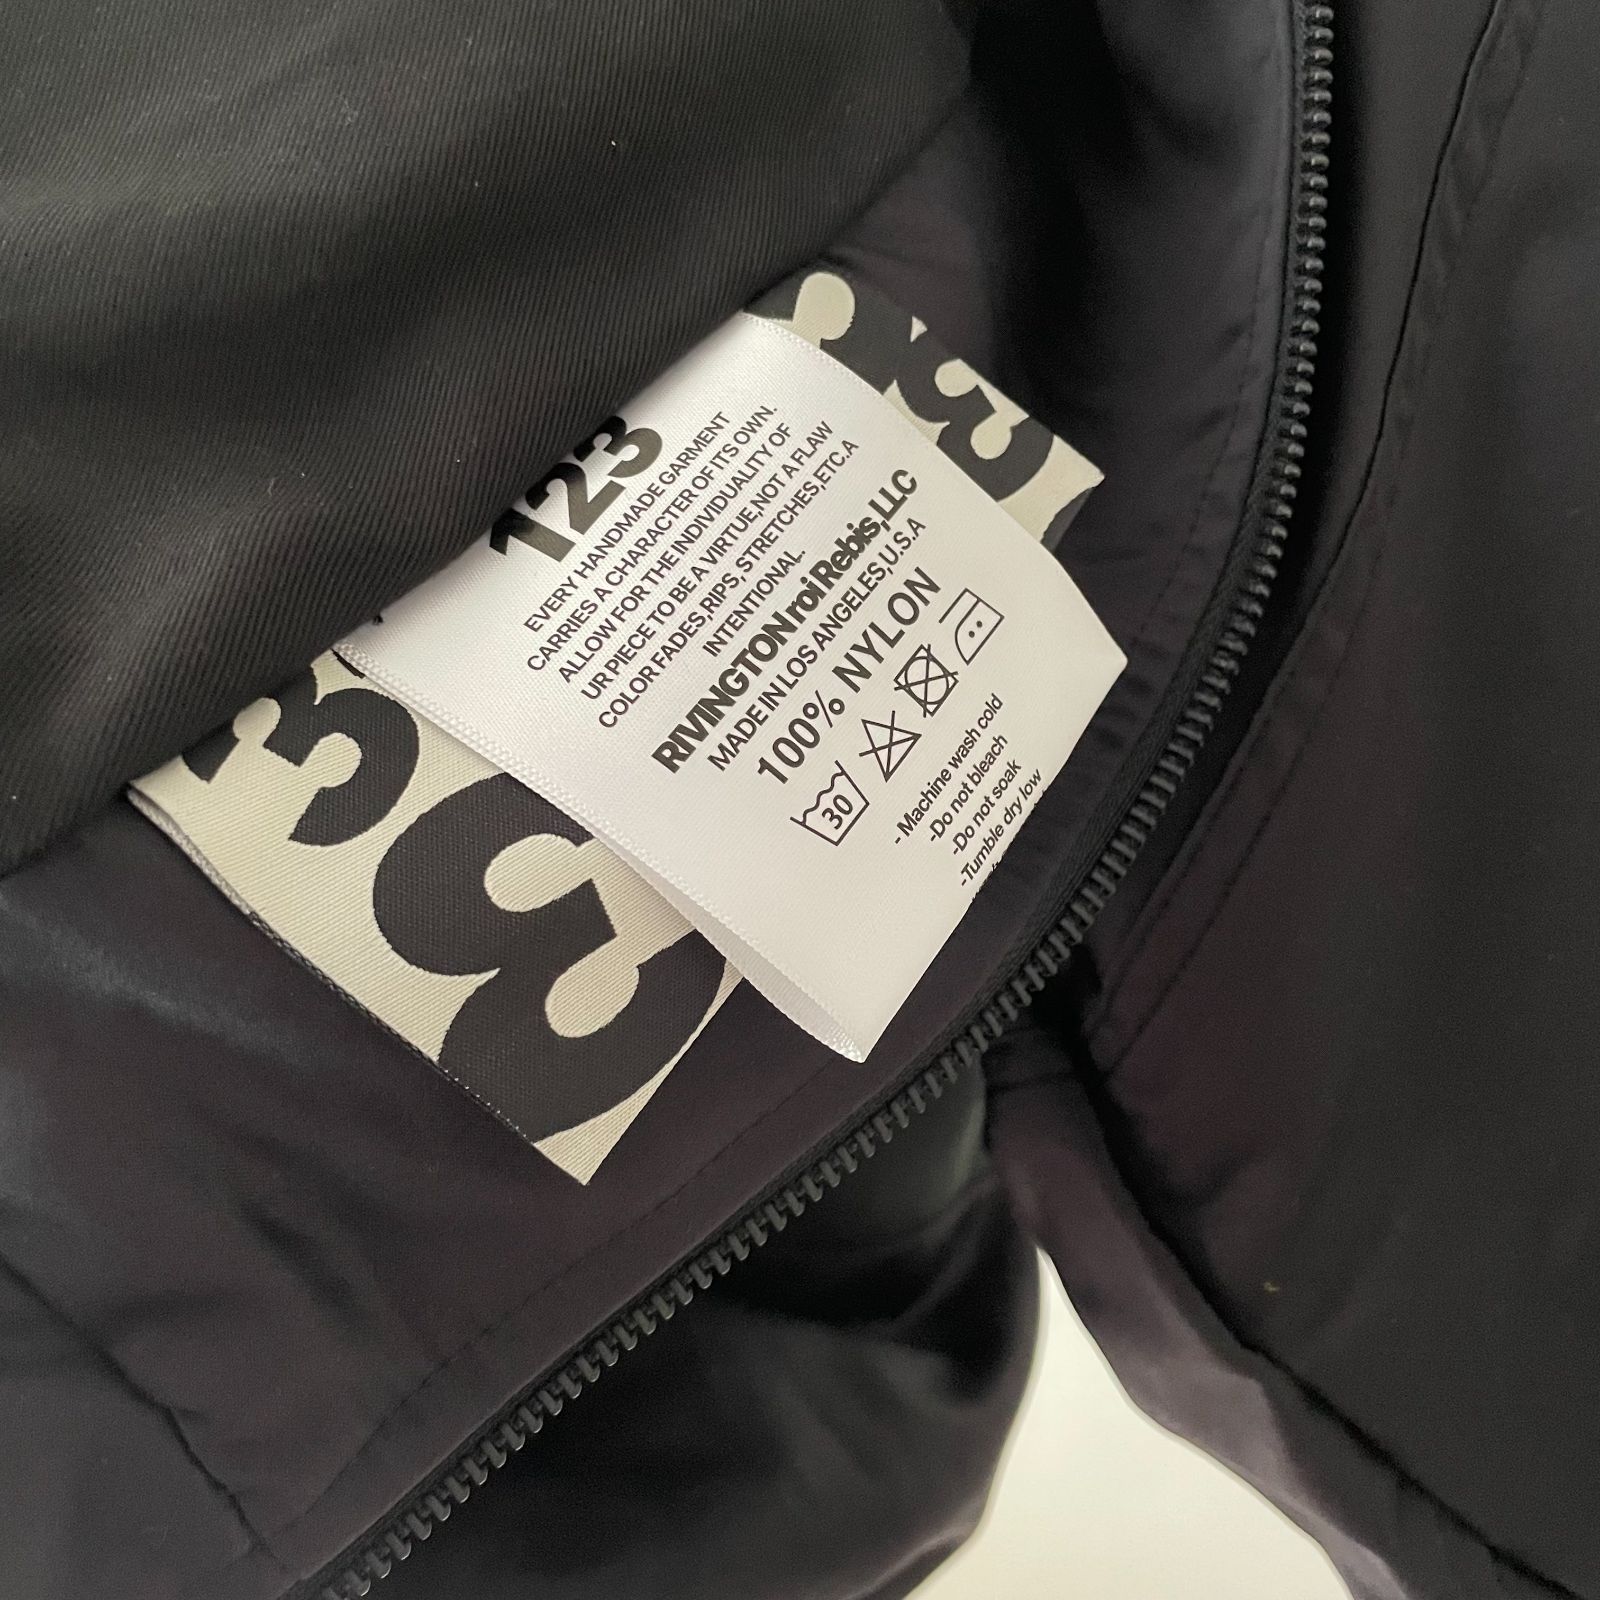 123
EVERY HANDMADE GARMENT
CARRIES A CHARACTER OF ITS OWN.
ALLOW FOR THE INDIVIDUALITY OF
UR PIECE TO BE A VIRTUE,NOT A FLAW
COLOR FADES,RIPS,STRETCHES,ETC.A
INTENTIONAL.
RIVINGTON roi Rebis,LLC
MADE IN LOS ANGELES,U.S.A
100% NYLON
30
- Machine wash cold
-Do not bleach
-Do not soak
-Tumble dry low